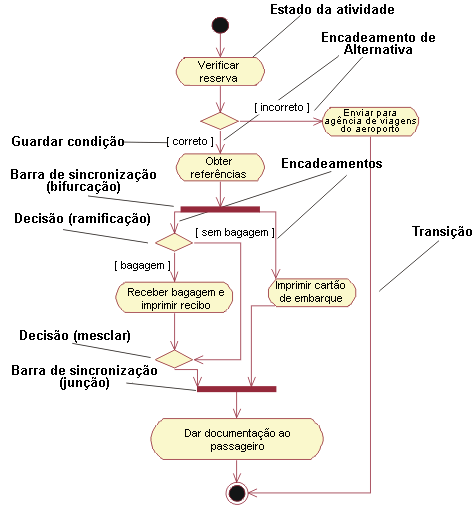 Estado da atividade
Encadeamento de
Alternativa
Verificar
reserva
[ incorreto ]
Enviar para
agência de viagens
do aeroporto
Guardar condição
[ correto ]
Obter
referências
Encadeamentos
Barra de sincronização
(bifurcação)
Decisão (ramificação)
[ sem bagagem ]
Transição
[ bagagem ]
Receber bagagem e
imprimir recibo
Imprimir cartão
de embarque
Decisão (mesclar)
Barra de sincronização
(junção)
Dar documentação ao
passageiro